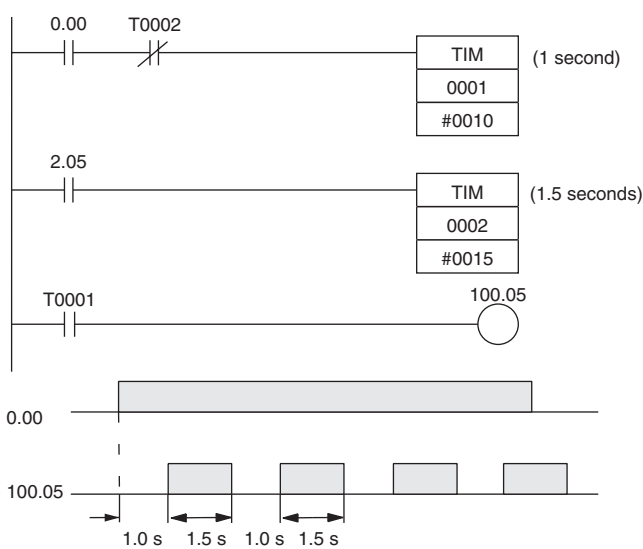 0.00 T0002
TIM (1 second)
0001
#0010
2.05
TIM (1.5 seconds)
0002
#0015
T0001 100.05
0.00
100.05
1.0 s 1.5 s 1.0 s 1.5 s